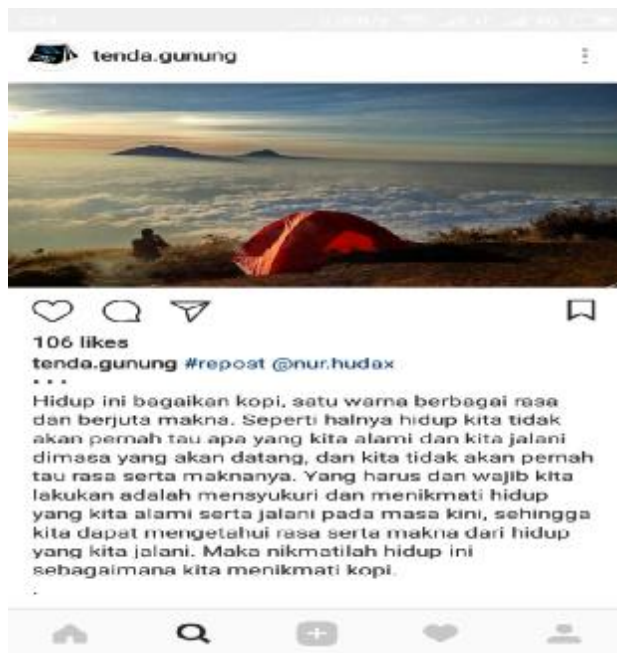 tenda.gunung
106 likes
tenda.gunung #repost @nur.hudax
• • •
Hidup ini bagaikan kopi, satu warna berbagai rasa
dan berjuta makna. Seperti halnya hidup kita tidak
akan pernah tau apa yang kita alami dan kita jalani
dimasa yang akan datang, dan kita tidak akan pernah
tau rasa serta maknanya. Yang harus dan wajib kita
lakukan adalah mensyukuri dan menikmati hidup
yang kita alami serta jalani pada masa kini, sehingga
kita dapat mengetahui rasa serta makna dari hidup
yang kita jalani. Maka nikmatilah hidup ini
sebagaimana kita menikmati kopi.
.